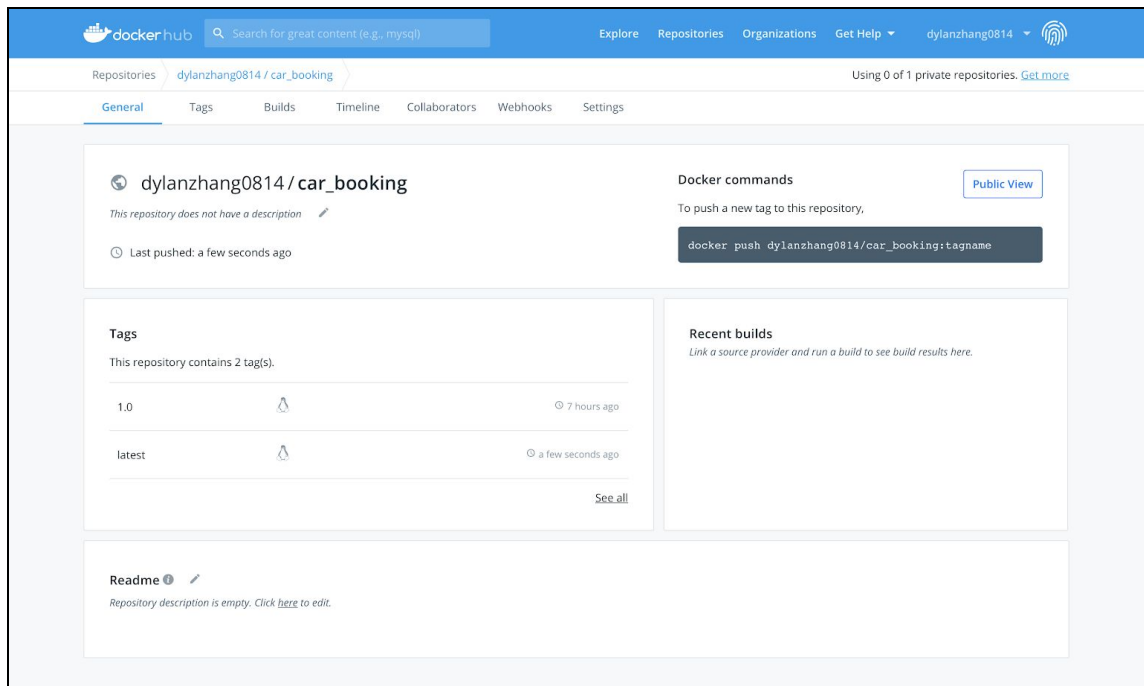 dockerhub Search for great content (e.g., mysql) Explore Repositories Organizations Get Help dylanzhang0814
Repositories dylanzhang0814 / car_booking Using 0 of 1 private repositories. Get more
General Tags Builds Timeline Collaborators Webhooks Settings
dylanzhang0814 / car_booking
This repository does not have a description
Last pushed: a few seconds ago
Docker commands
Public View
To push a new tag to this repository,
docker push dylanzhang0814/car_booking:tagname
Tags
This repository contains 2 tag(s).
1.0 7 hours ago
latest a few seconds ago
See all
Recent builds
Link a source provider and run a build to see build results here.
Readme
Repository description is empty. Click here to edit.